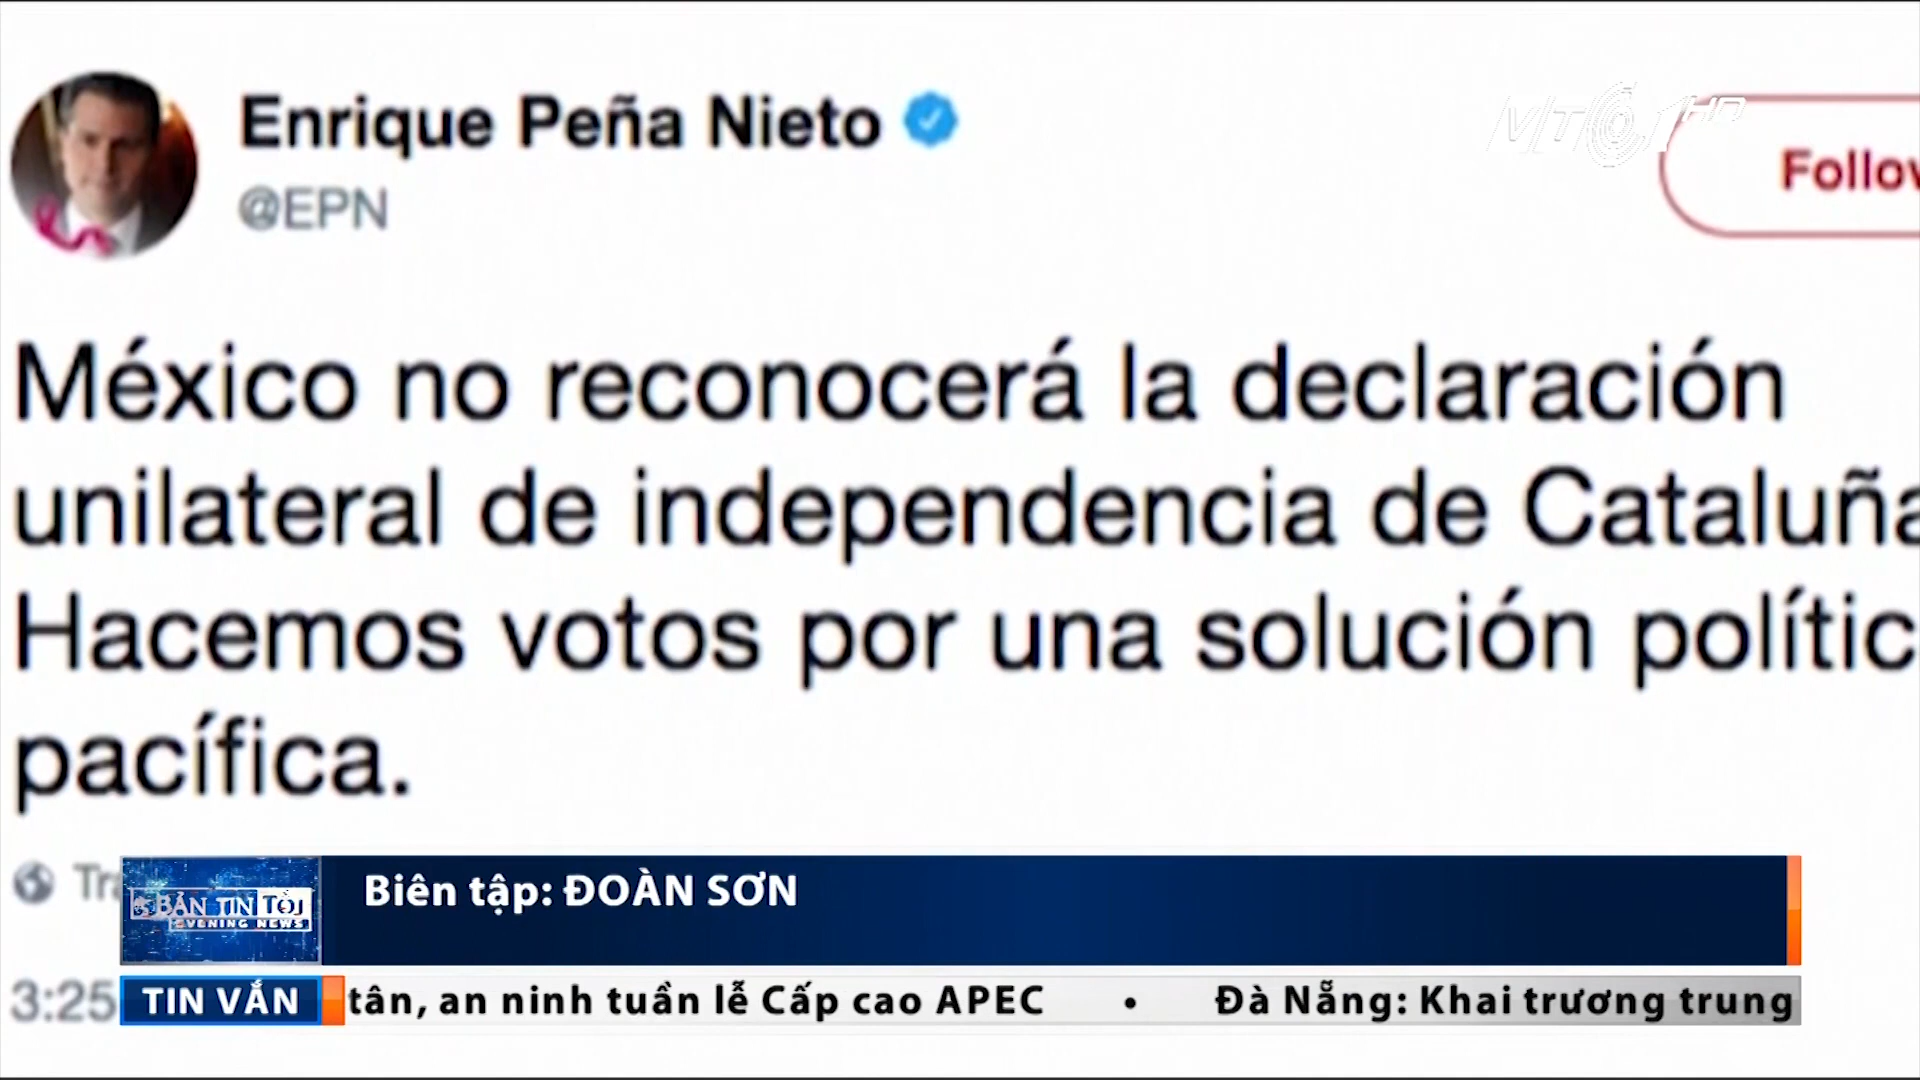 Enrique Peña Nieto
@EPN
VTC1 HD
México no reconocerá la declaración
unilateral de independencia de Cataluña
Hacemos votos por una solución
pacífica.
BẢN TIN TỐI
EVENING NEWS
Biên tập: ĐOÀN SƠN
3:25
TIN VẮN
tân, an ninh tuần lễ Cấp cao APEC • Đà Nẵng: Khai trương trung